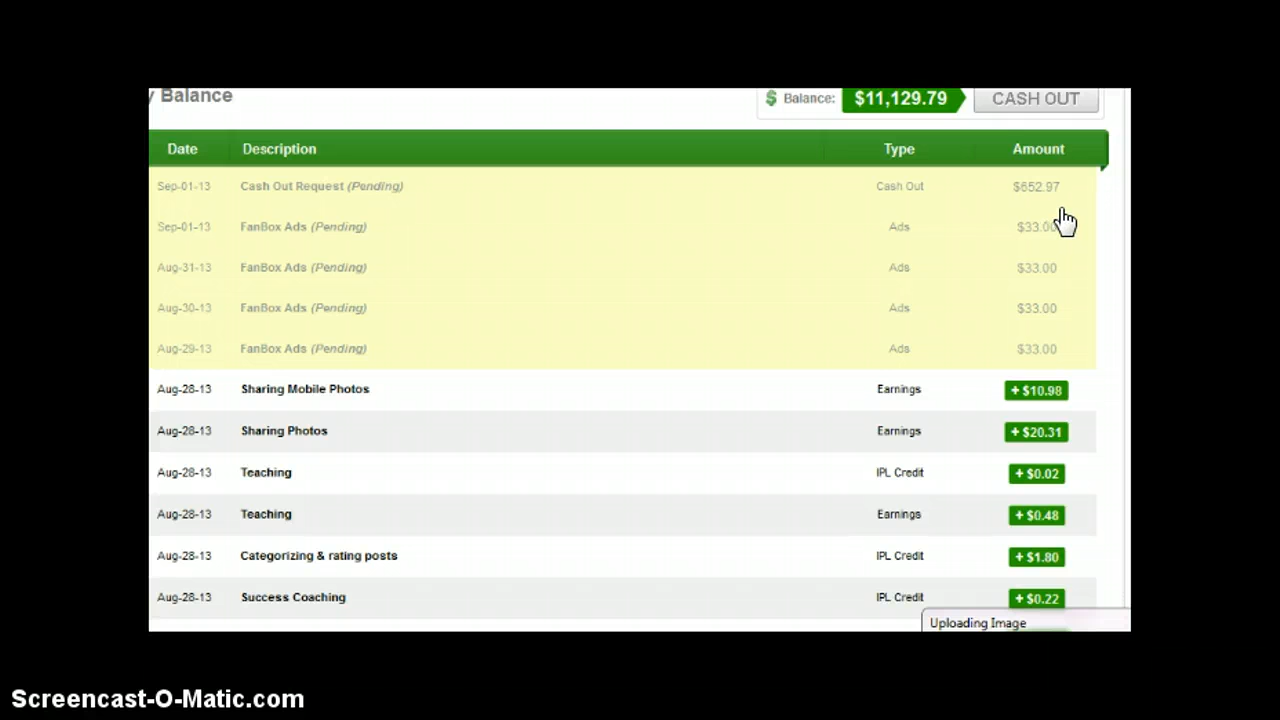 y Balance $ Balance: $11,129.79 CASH OUT
Date Description Type Amount
Sep-01-13 Cash Out Request (Pending) Cash Out $652.97
Sep-01-13 FanBox Ads (Pending) Ads $33.00
Aug-31-13 FanBox Ads (Pending) Ads $33.00
Aug-30-13 FanBox Ads (Pending) Ads $33.00
Aug-29-13 FanBox Ads (Pending) Ads $33.00
Aug-28-13 Sharing Mobile Photos Earnings + $10.98
Aug-28-13 Sharing Photos Earnings + $20.31
Aug-28-13 Teaching IPL Credit + $0.02
Aug-28-13 Teaching Earnings + $0.48
Aug-28-13 Categorizing & rating posts IPL Credit + $1.80
Aug-28-13 Success Coaching IPL Credit + $0.22
Uploading Image
Screencast-O-Matic.com